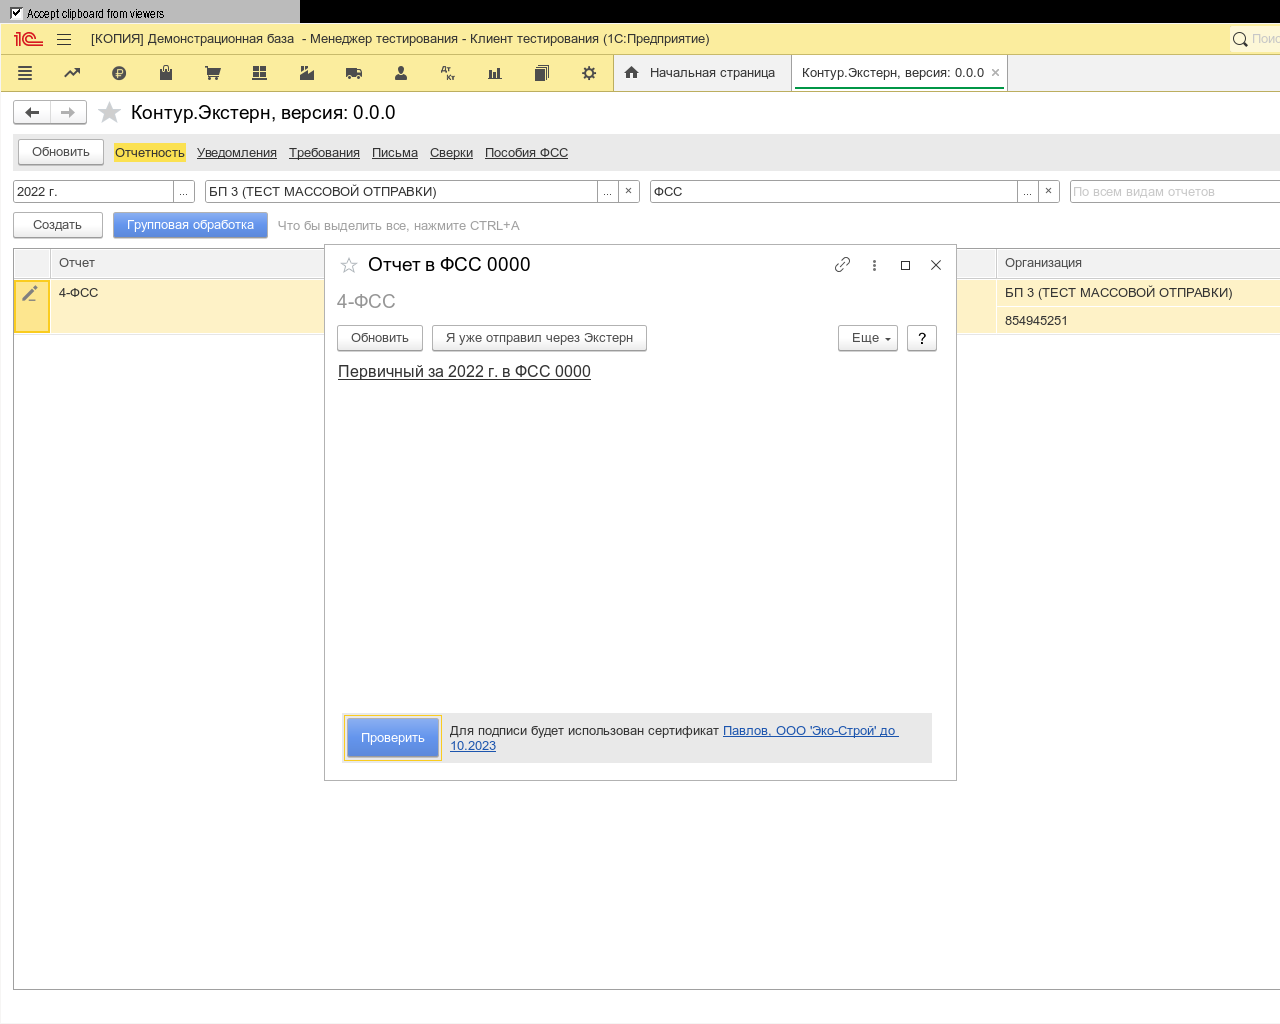 Accept clipboard from viewers
[КОПИЯ] Демонстрационная база - Менеджер тестирования - Клиент тестирования (1С:Предприятие)
Дт Кт
Начальная страница
Контур.Экстерн, версия: 0.0.0
Контур.Экстерн, версия: 0.0.0
Обновить Отчетность Уведомления Требования Письма Сверки Пособия ФСС
2022 г. ... БП 3 (ТЕСТ МАССОВОЙ ОТПРАВКИ) ... × ФСС ... × По всем видам отчетов
Создать Групповая обработка Что бы выделить все, нажмите CTRL+A
Отчет Организация
4-ФСС БП 3 (ТЕСТ МАССОВОЙ ОТПРАВКИ)
854945251
Отчет в ФСС 0000
4-ФСС
Обновить Я уже отправил через Экстерн Еще ?
Первичный за 2022 г. в ФСС 0000
Проверить
Для подписи будет использован сертификат Павлов, ООО 'Эко-Строй' до
10.2023